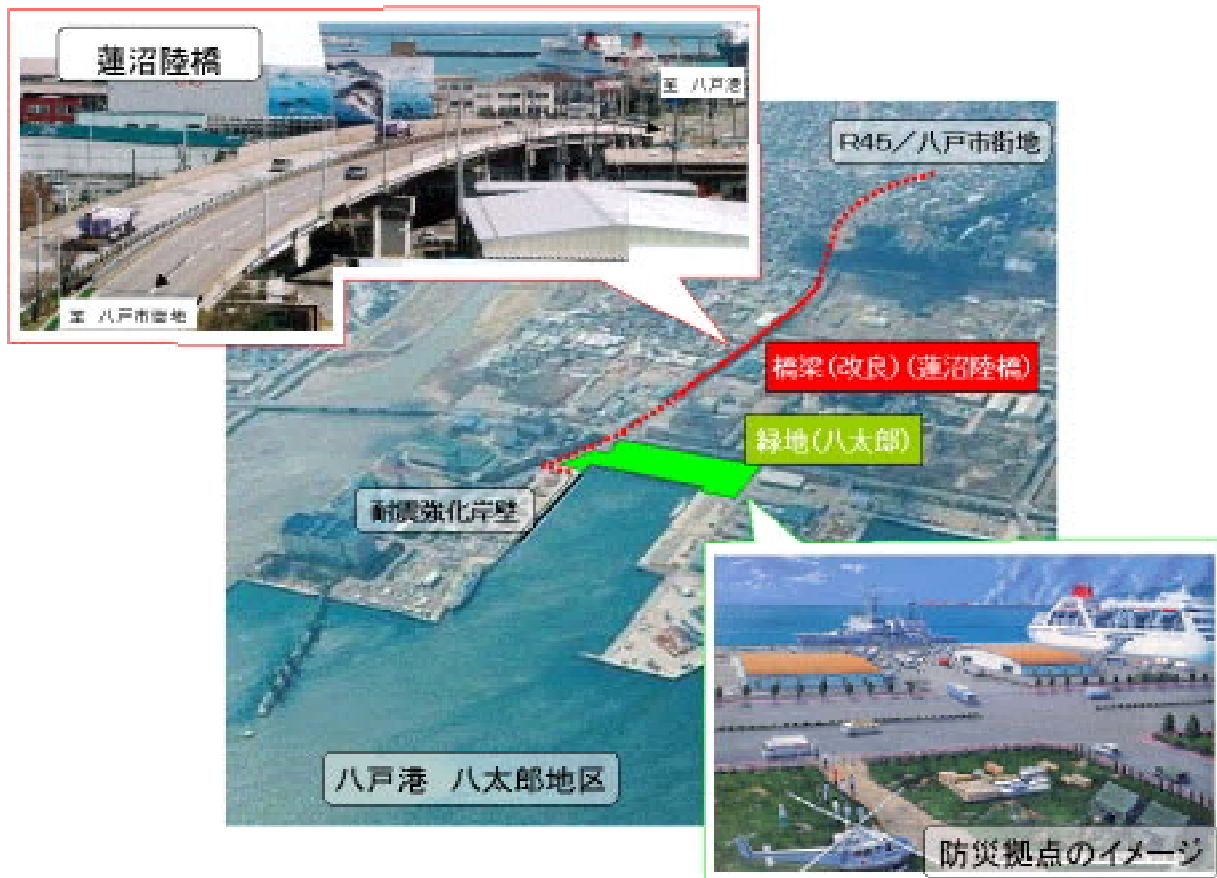 蓮沼陸橋
至 八戸港
R45／八戸市街地
至 八戸市街地
橋梁(改良)(蓮沼陸橋)
緑地(八太郎)
耐震強化岸壁
八戸港 八太郎地区
防災拠点のイメージ